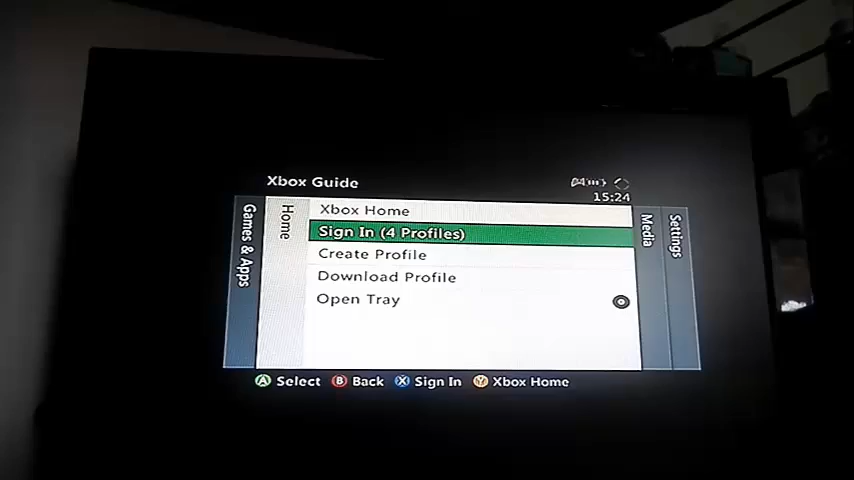 Xbox Guide
15:24
Games & Apps
Home
Xbox Home
Sign In (4 Profiles)
Create Profile
Download Profile
Open Tray
Media
Settings
A Select B Back X Sign In Y Xbox Home